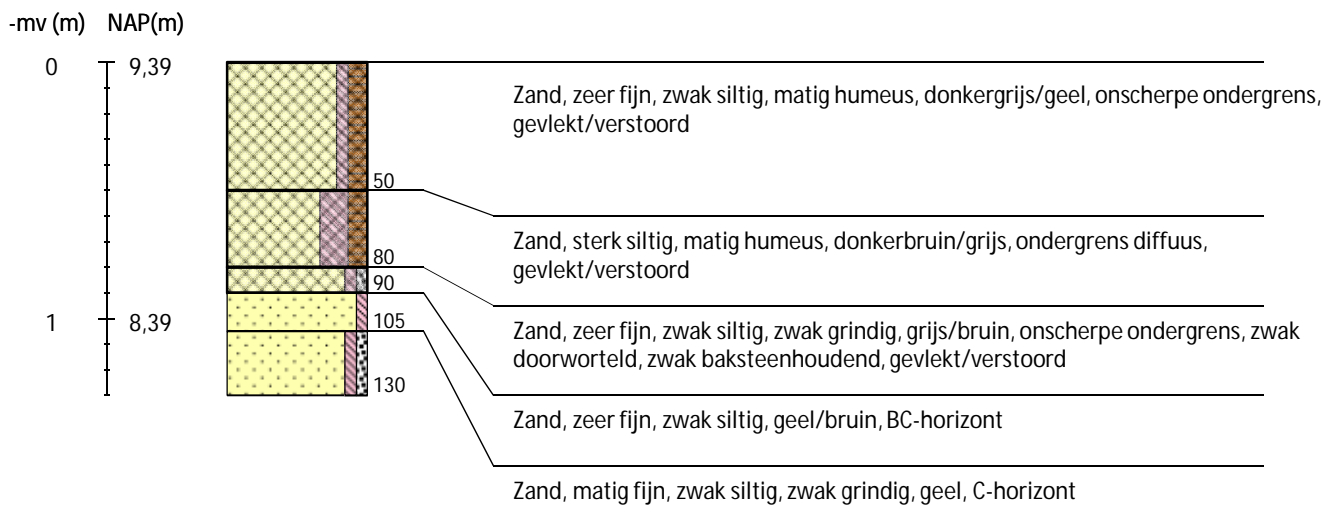 -mv (m) NAP(m)
0 9,39
Zand, zeer fijn, zwak siltig, matig humeus, donkergrijs/geel, onscherpe ondergrens,
gevlekt/verstoord
50
Zand, sterk siltig, matig humeus, donkerbruin/grijs, ondergrens diffuus,
gevlekt/verstoord
80
90
Zand, zeer fijn, zwak siltig, zwak grindig, grijs/bruin, onscherpe ondergrens, zwak
doorworteld, zwak baksteenhoudend, gevlekt/verstoord
1 8,39
105
130
Zand, zeer fijn, zwak siltig, geel/bruin, BC-horizont
Zand, matig fijn, zwak siltig, zwak grindig, geel, C-horizont